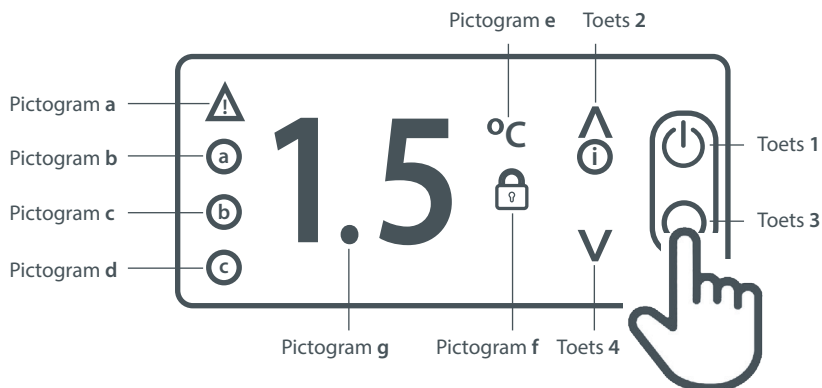 Pictogram e
Toets 2
Pictogram a
Pictogram b
Pictogram c
Pictogram d
a
b
c
1.5
°C
i
Toets 1
Toets 3
Pictogram g
Pictogram f
Toets 4